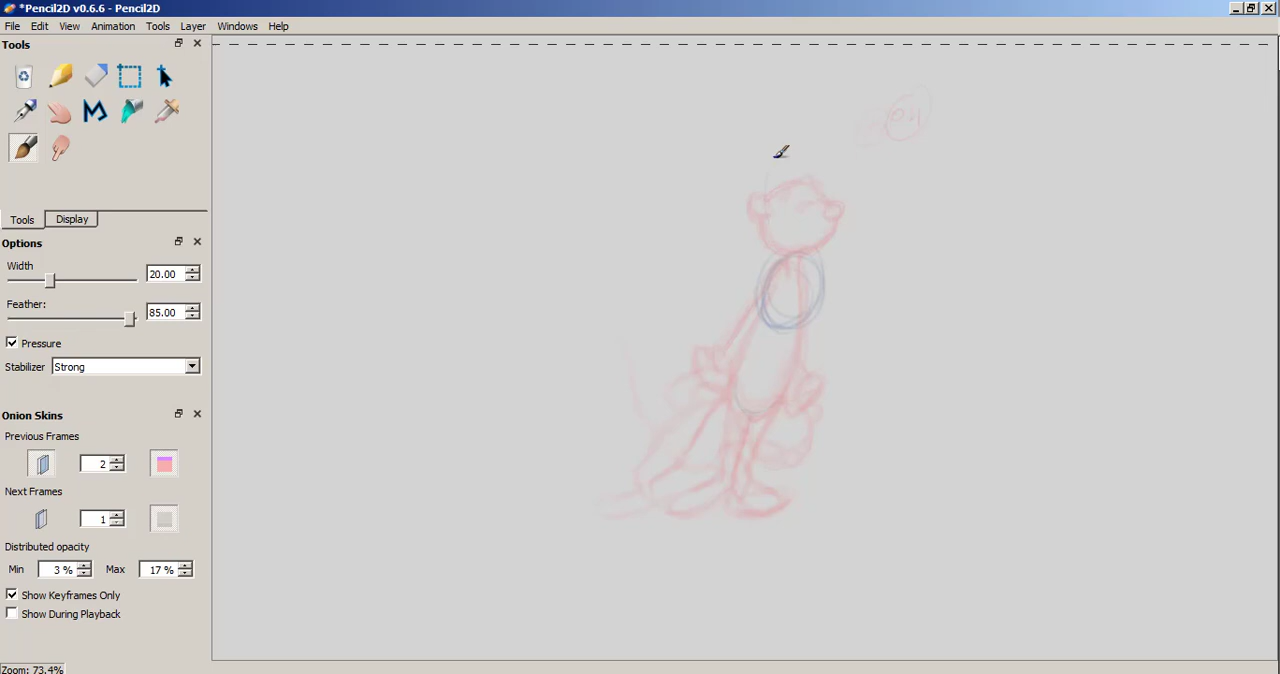 *Pencil2D v0.6.6 - Pencil2D
File Edit View Animation Tools Layer Windows Help
Tools
Tools Display
Options
Width
20.00
Feather:
85.00
Pressure
Stabilizer Strong
Onion Skins
Previous Frames
2
Next Frames
1
Distributed opacity
Min 3 % Max 17 %
Show Keyframes Only
Show During Playback
Zoom: 73.4%